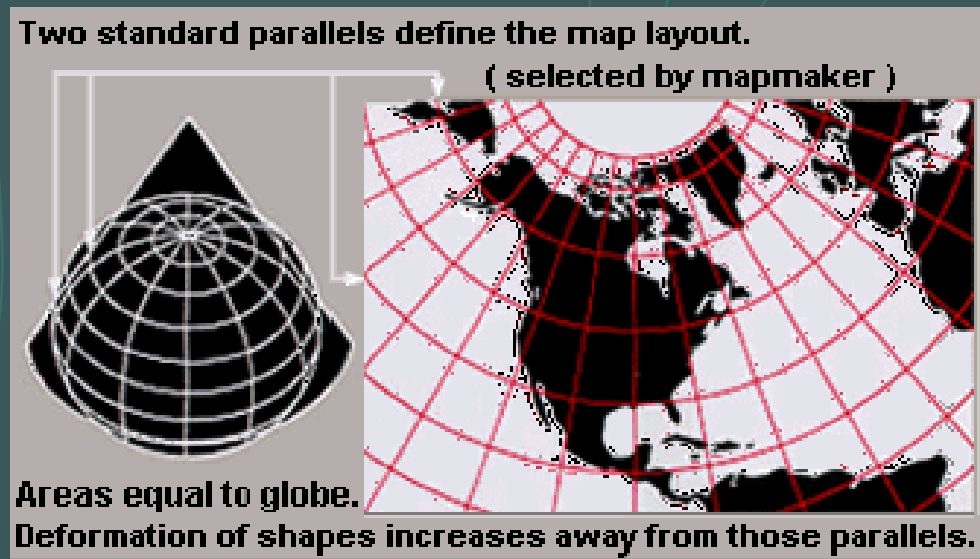 Two standard parallels define the map layout.
( selected by mapmaker )
Areas equal to globe.
Deformation of shapes increases away from those parallels.